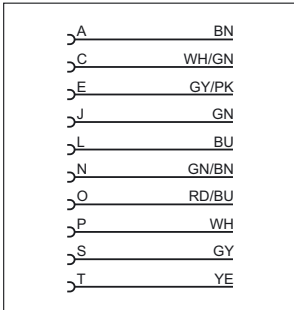 A BN
C WH/GN
E GY/PK
J GN
L BU
N GN/BN
O RD/BU
P WH
S GY
T YE